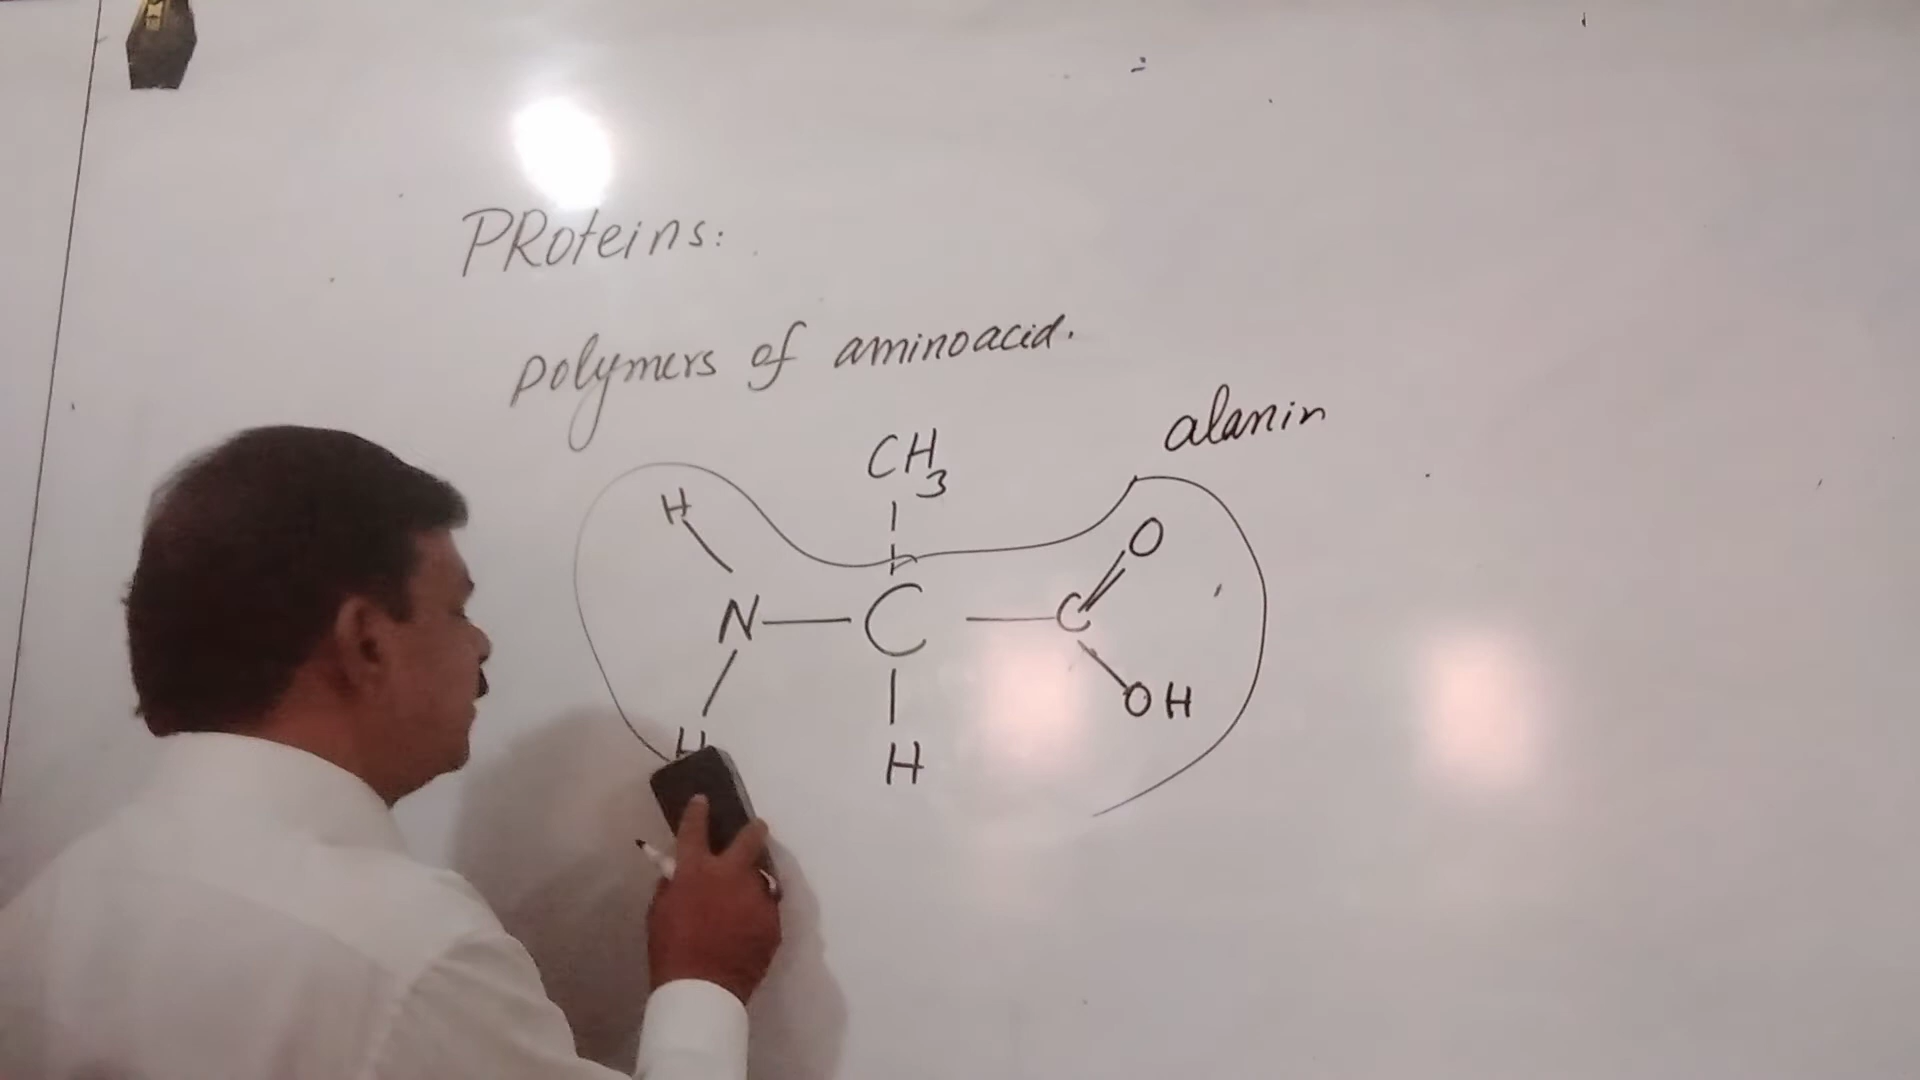 PRoteins:
polymers of aminoacid.
alanin
CH3
H
O
N — C — C
OH
H
H